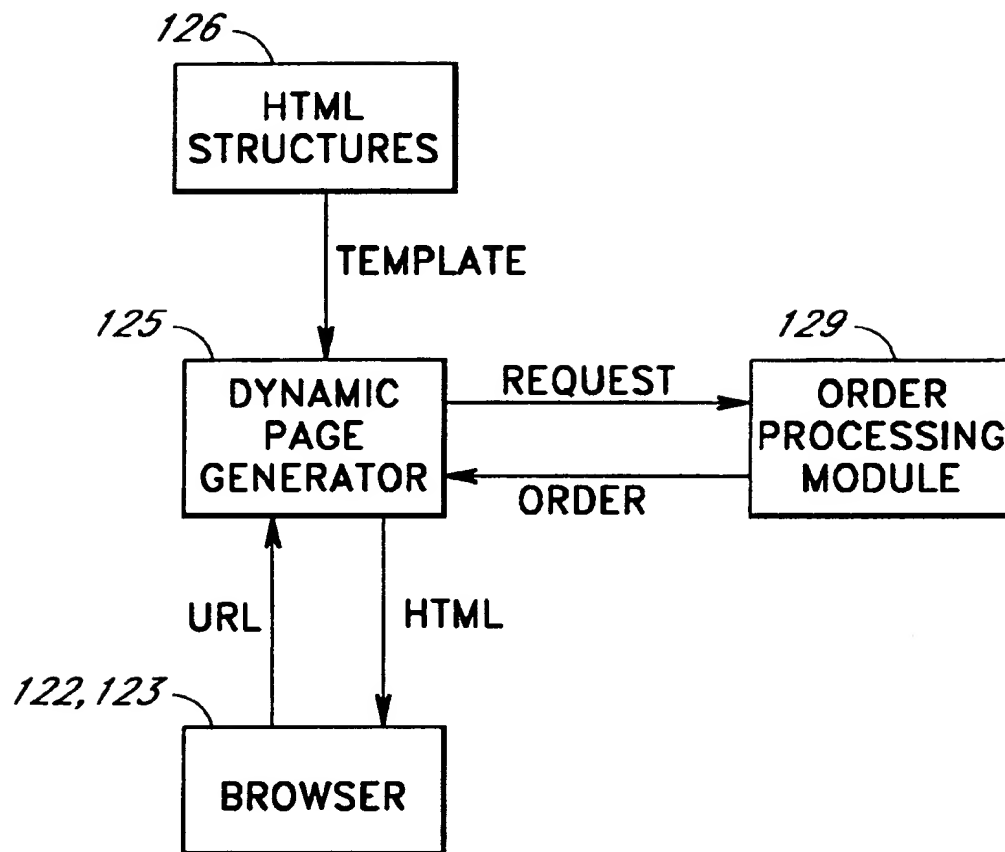 126
HTML
STRUCTURES
TEMPLATE
125
129
DYNAMIC
PAGE
GENERATOR
REQUEST
ORDER
ORDER
PROCESSING
MODULE
URL
HTML
122, 123
BROWSER